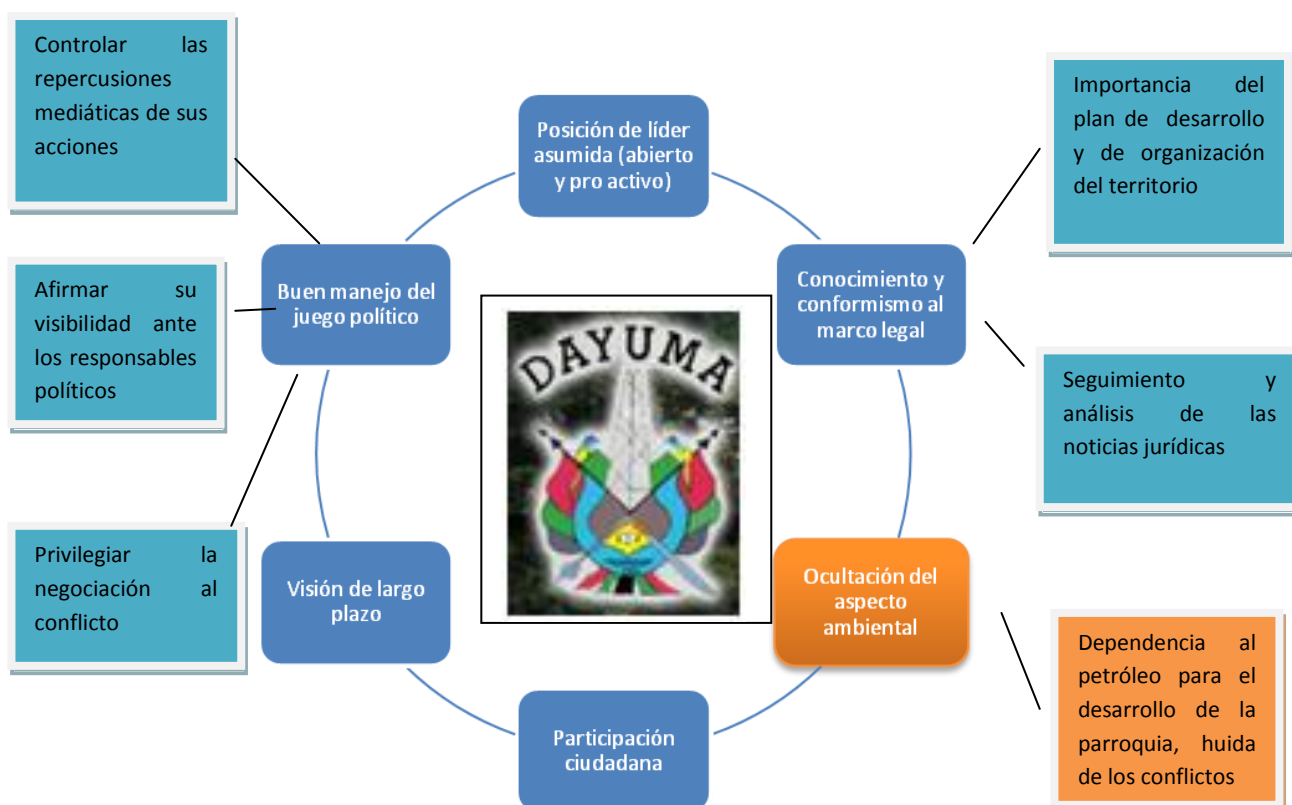 Controlar las
repercusiones
mediáticas de sus
acciones
Afirmar su
visibilidad ante
los responsables
políticos
Privilegiar la
negociación al
conflicto
Posición de líder
asumida (abierto
y pro activo)
Buen manejo del
juego político
Conocimiento y
conformismo al
marco legal
DAYUMA
Visión de largo
plazo
Ocultación del
aspecto
ambiental
Participación
ciudadana
Importancia del
plan de desarrollo
y de organización
del territorio
Seguimiento y
análisis de las
noticias jurídicas
Dependencia al
petróleo para el
desarrollo de la
parroquia, huida
de los conflictos